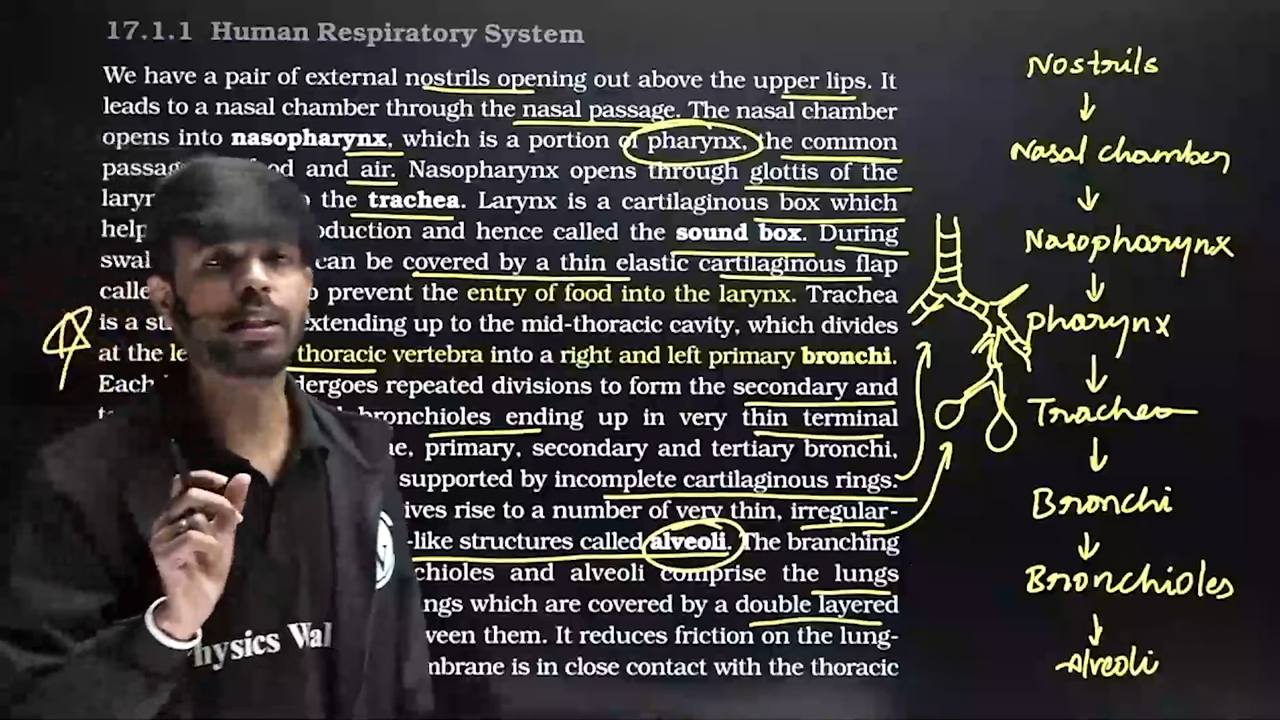 17.1.1 Human Respiratory System
We have a pair of external nostrils opening out above the upper lips. It
leads to a nasal chamber through the nasal passage. The nasal chamber
opens into nasopharynx, which is a portion of pharynx, the common
and air. Nasopharynx opens through glottis of the
the trachea. Larynx is a cartilaginous box which
and hence called the sound box. During
can be covered by a thin elastic cartilaginous flap
prevent the entry of food into the larynx. Trachea
is a extending up to the mid-thoracic cavity, which divides
at the thoracic vertebra into a right and left primary bronchi.
Each repeated divisions to form the secondary and
bronchioles ending up in very thin terminal
primary, secondary and tertiary bronchi,
supported by incomplete cartilaginous rings.
ives rise to a number of very thin, irregular-
-like structures called alveoli. The branching
chioles and alveoli comprise the lungs
ngs which are covered by a double layered
ween them. It reduces friction on the lung-
mbrane is in close contact with the thoracic
Nostrils
↓
Nasal chamber
↓
Nasopharynx
↓
pharynx
↓
Trachea
↓
Bronchi
↓
Bronchioles
↓
Alveoli
hysics Wal